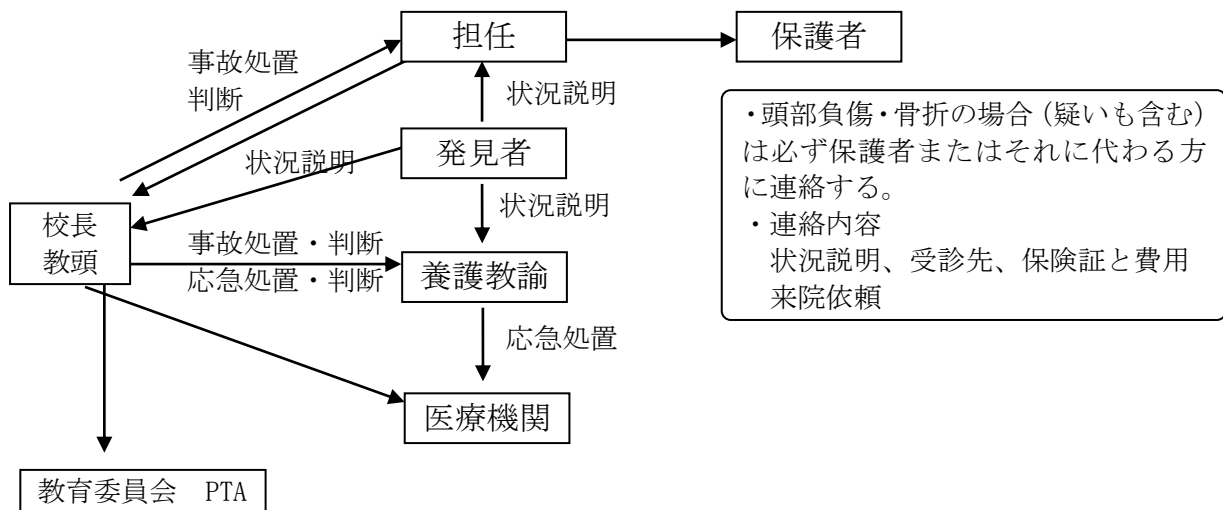 担任
保護者
事故処置
判断
状況説明
・頭部負傷・骨折の場合（疑いも含む）
は必ず保護者またはそれに代わる方
に連絡する。
・連絡内容
状況説明、受診先、保険証と費用
来院依頼
発見者
状況説明
状況説明
校長
教頭
事故処置・判断
応急処置・判断
養護教諭
応急処置
医療機関
教育委員会　PTA